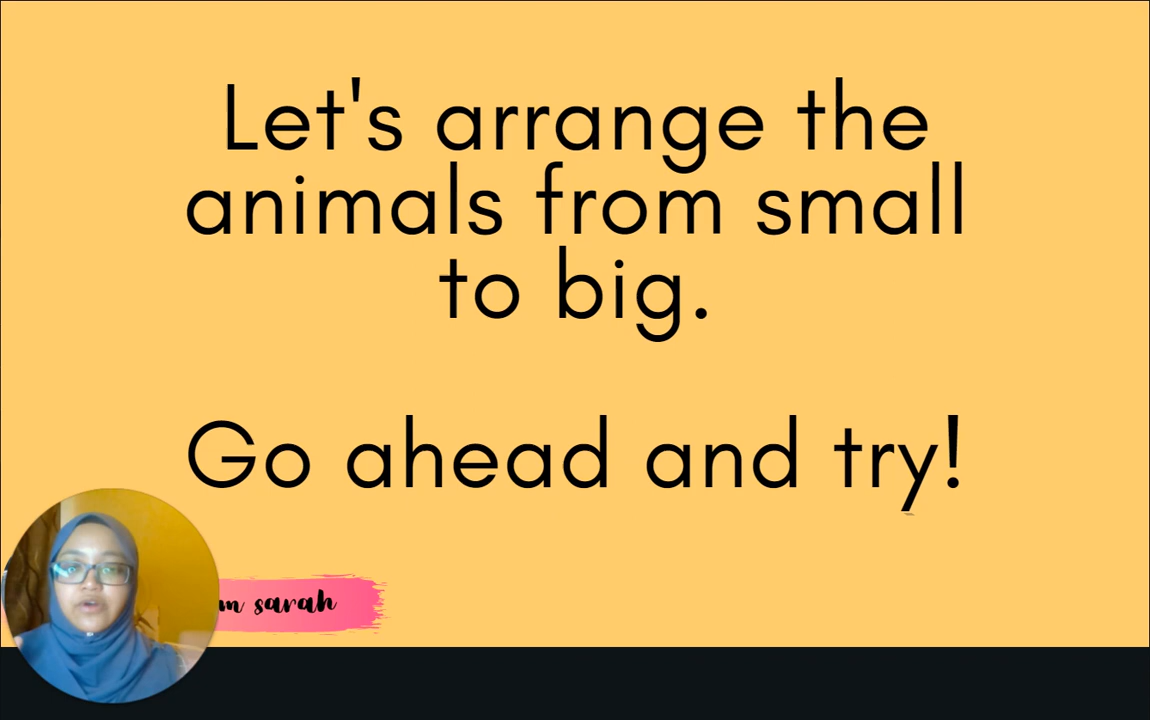 Let's arrange the
animals from small
to big.
Go ahead and try!
sarah